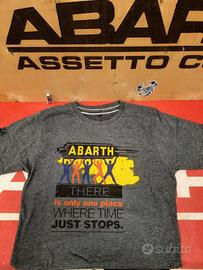 ABARTH
ASSETTO C
ABARTH
THERE
is only one place
WHERE TIME
JUST STOPS.
subito